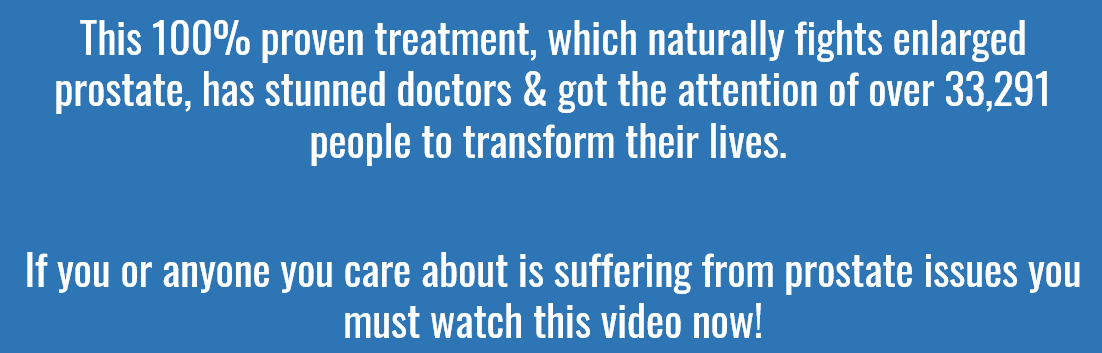 This 100% proven treatment, which naturally fights enlarged
prostate, has stunned doctors & got the attention of over 33,291
people to transform their lives.
If you or anyone you care about is suffering from prostate issues you
must watch this video now!